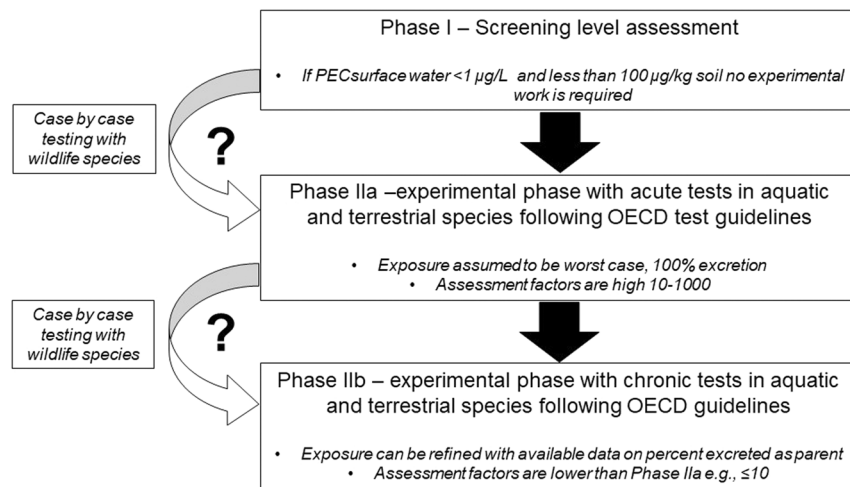 Phase I – Screening level assessment
• If PECsurface water <1 µg/L and less than 100 µg/kg soil no experimental
work is required
Case by case
testing with
wildlife species
?
Phase IIa –experimental phase with acute tests in aquatic
and terrestrial species following OECD test guidelines
• Exposure assumed to be worst case, 100% excretion
• Assessment factors are high 10-1000
Case by case
testing with
wildlife species
?
Phase IIb – experimental phase with chronic tests in aquatic
and terrestrial species following OECD guidelines
• Exposure can be refined with available data on percent excreted as parent
• Assessment factors are lower than Phase IIa e.g., ≤10